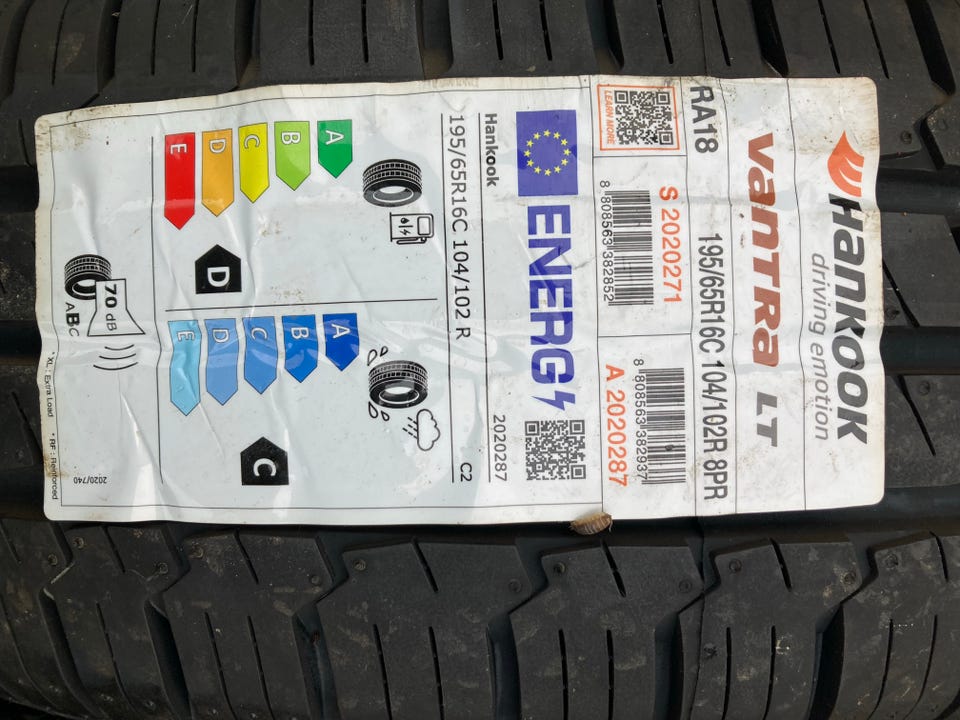 Hankook
driving emotion
vanTRa LT
RA18
195/65R16C 104/102R 8PR
LEARN MORE
S 2020271
8 808563 382852
A 2020287
8 808563 382937
ENERG
Hankook
2020287
195/65R16C 104/102 R
C2
A
B
C
D
E
D
A
B
C
D
E
C
70 dB
ABC
*XL : Extra Load
*RF : Reinforced
2020/740